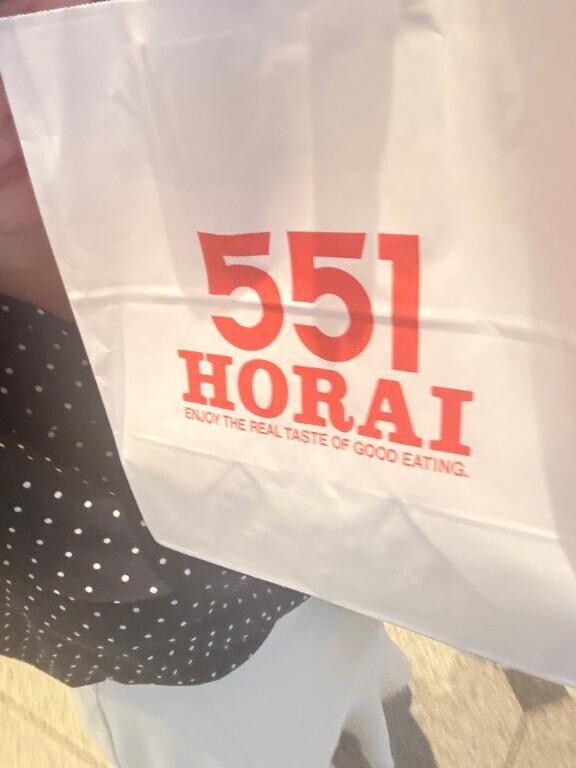 551
HORAI
ENJOY THE REAL TASTE OF GOOD EATING.